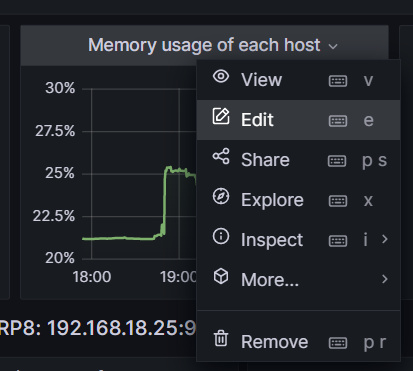 Memory usage of each host
30%
View v
27.5%
Edit e
25%
Share p s
22.5%
Explore x
Inspect i
20%
18:00 19:00
More...
RP8: 192.168.18.25:9
Remove p r